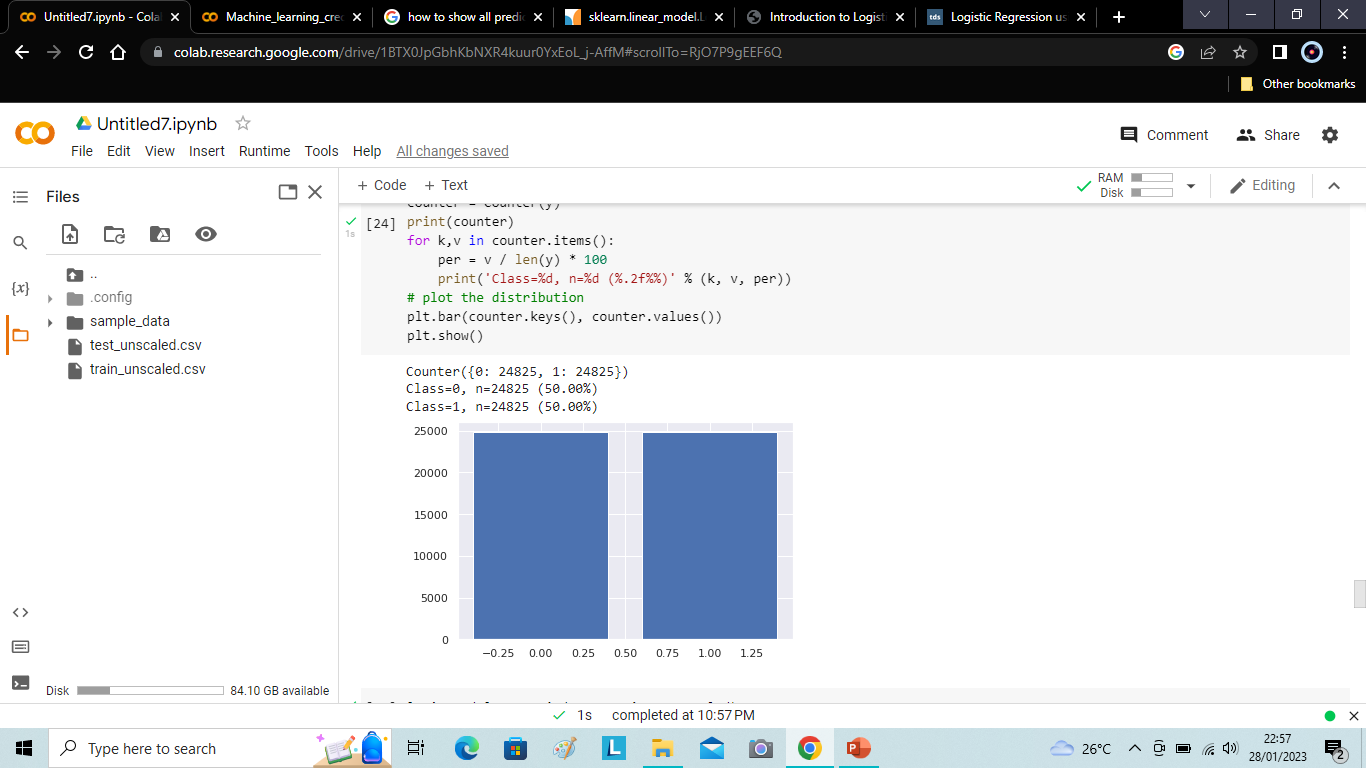 Untitled7.ipynb - Cola
Machine_learning_cred
how to show all predi
sklearn.linear_model.L
Introduction to Logist
tds
Logistic Regression us
colab.research.google.com/drive/1BTX0JpGbhKbNXR4kuur0YxEoL_j-AffM#scrollTo=RjO7P9gEEF6Q
Other bookmarks
Untitled7.ipynb
File Edit View Insert Runtime Tools Help All changes saved
Comment
Share
Files
+ Code + Text
RAM
Disk
Editing
..
.config
sample_data
test_unscaled.csv
train_unscaled.csv
Disk
84.10 GB available
counter = Counter(y)
[24] print(counter)
1s
for k,v in counter.items():
per = v / len(y) * 100
print('Class=%d, n=%d (%.2f%%)' % (k, v, per))
# plot the distribution
plt.bar(counter.keys(), counter.values())
plt.show()
Counter({0: 24825, 1: 24825})
Class=0, n=24825 (50.00%)
Class=1, n=24825 (50.00%)
25000
20000
15000
10000
5000
0
−0.25 0.00 0.25 0.50 0.75 1.00 1.25
1s completed at 10:57 PM
Type here to search
26°C
22:57
28/01/2023
2